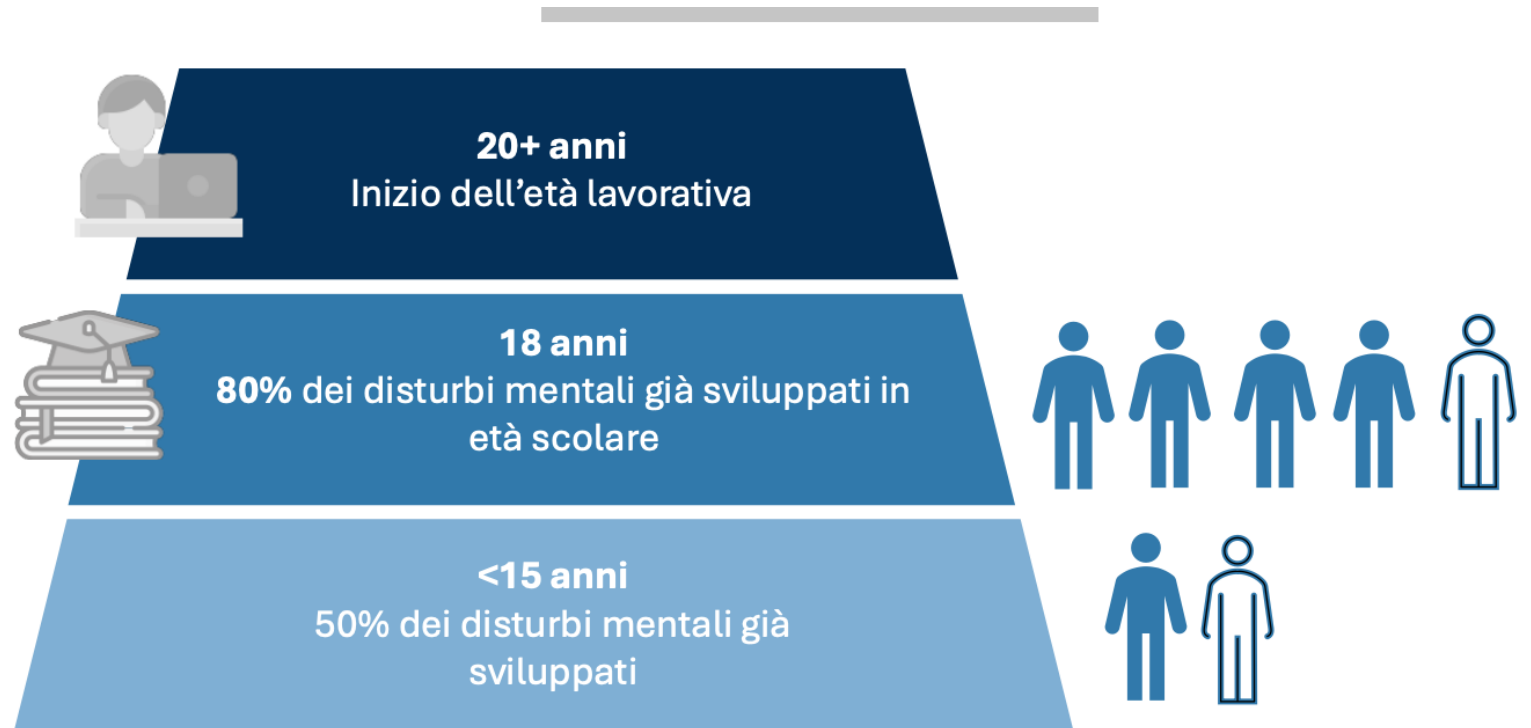 20+ anni
Inizio dell’età lavorativa
18 anni
80% dei disturbi mentali già sviluppati in
età scolare
<15 anni
50% dei disturbi mentali già
sviluppati